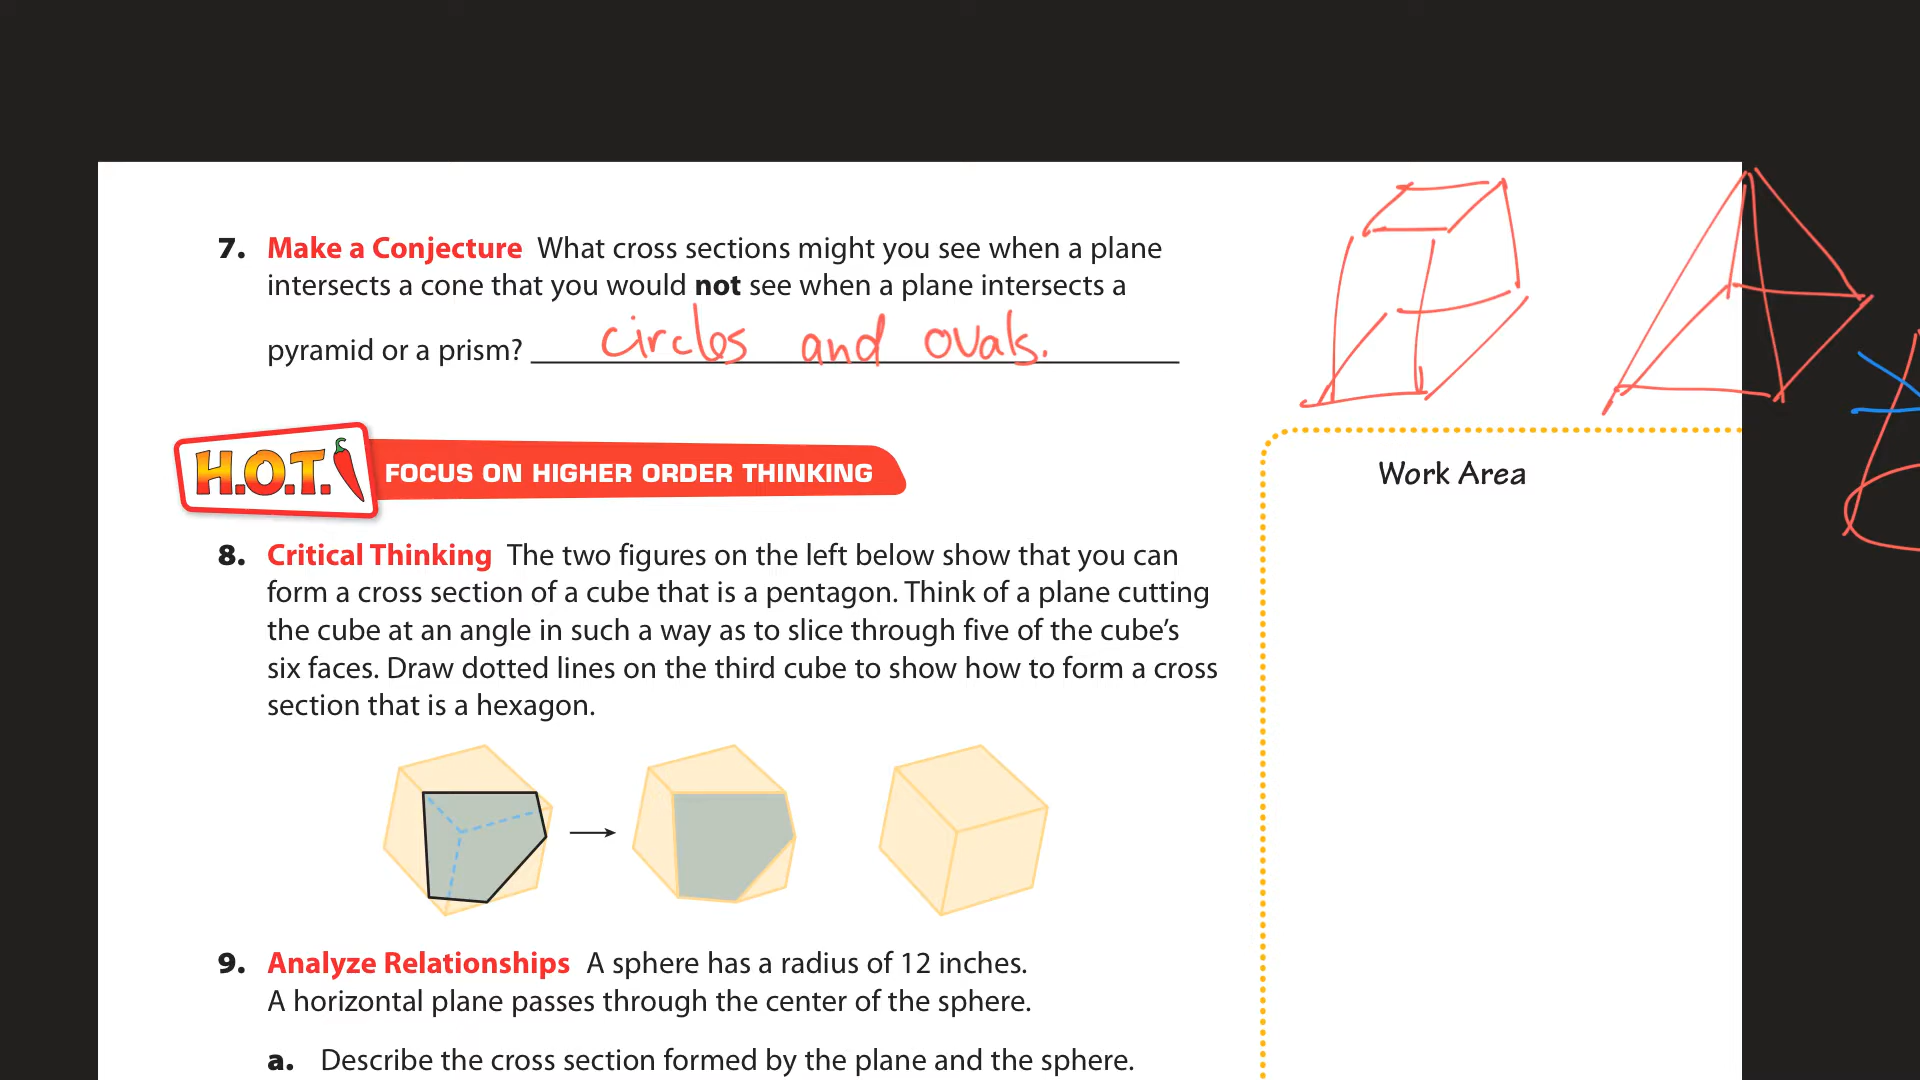 7. Make a Conjecture What cross sections might you see when a plane
intersects a cone that you would not see when a plane intersects a
pyramid or a prism? circles and ovals.
H.O.T. FOCUS ON HIGHER ORDER THINKING
Work Area
8. Critical Thinking The two figures on the left below show that you can
form a cross section of a cube that is a pentagon. Think of a plane cutting
the cube at an angle in such a way as to slice through five of the cube’s
six faces. Draw dotted lines on the third cube to show how to form a cross
section that is a hexagon.
9. Analyze Relationships A sphere has a radius of 12 inches.
A horizontal plane passes through the center of the sphere.
a. Describe the cross section formed by the plane and the sphere.